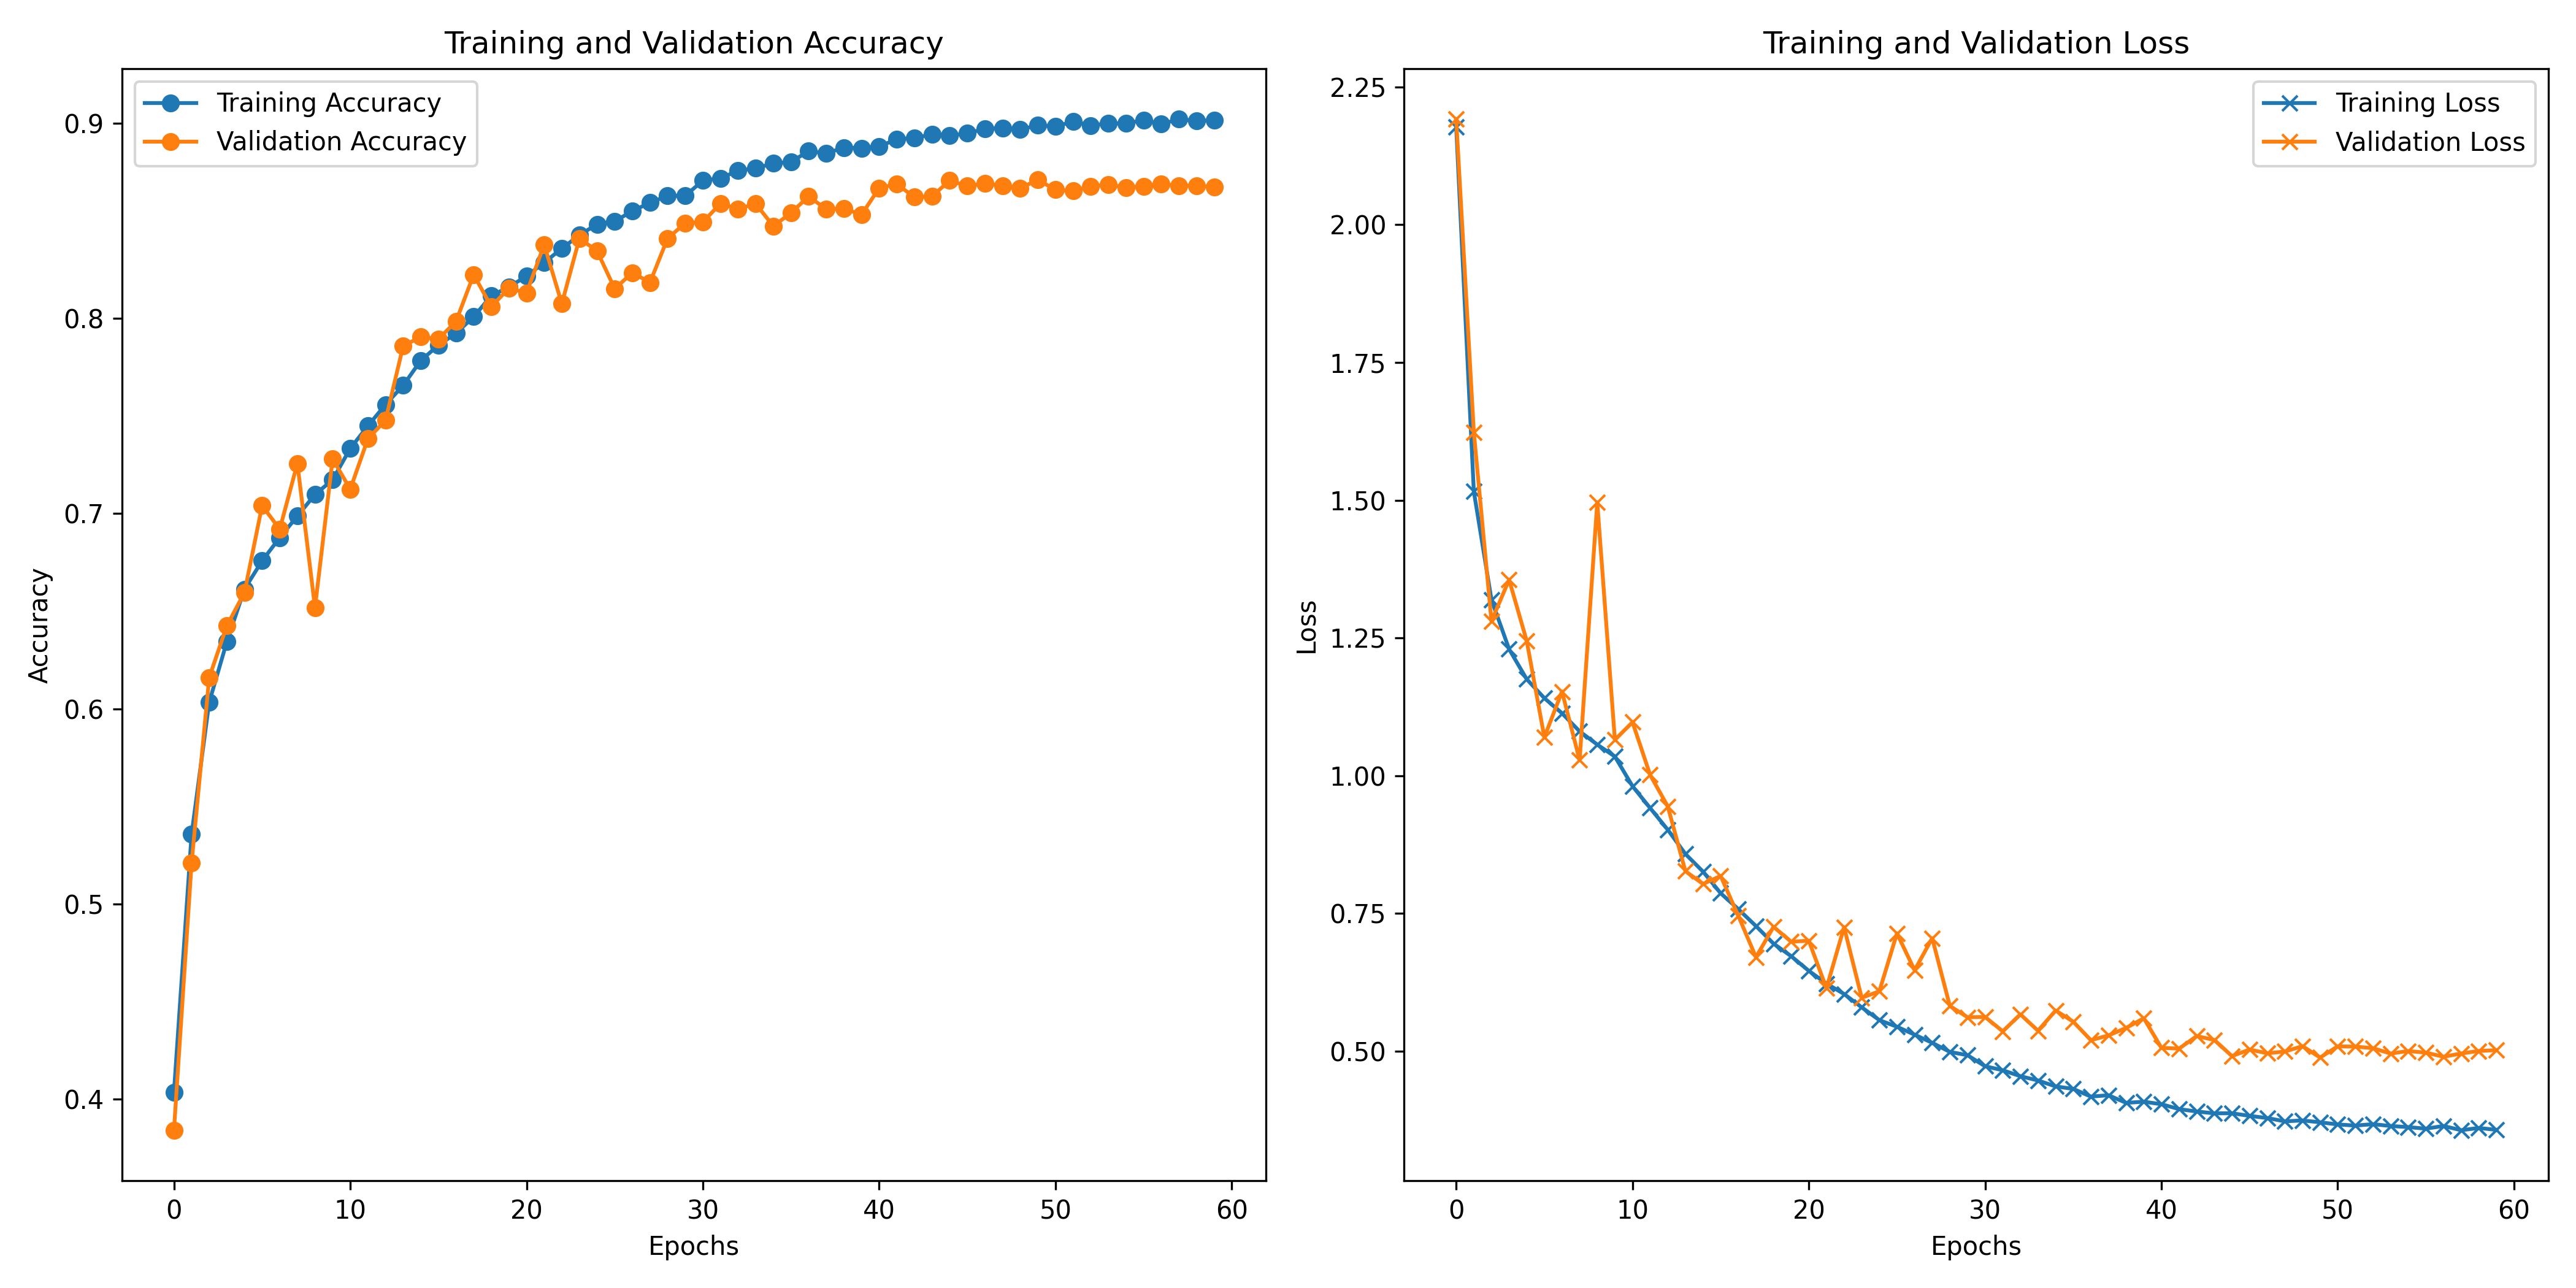 Training and Validation Accuracy
Training Accuracy
Validation Accuracy
0.9
0.8
0.7
0.6
0.5
0.4
Accuracy
0 10 20 30 40 50 60
Epochs
Training and Validation Loss
Training Loss
Validation Loss
2.25
2.00
1.75
1.50
1.25
1.00
0.75
0.50
Loss
0 10 20 30 40 50 60
Epochs